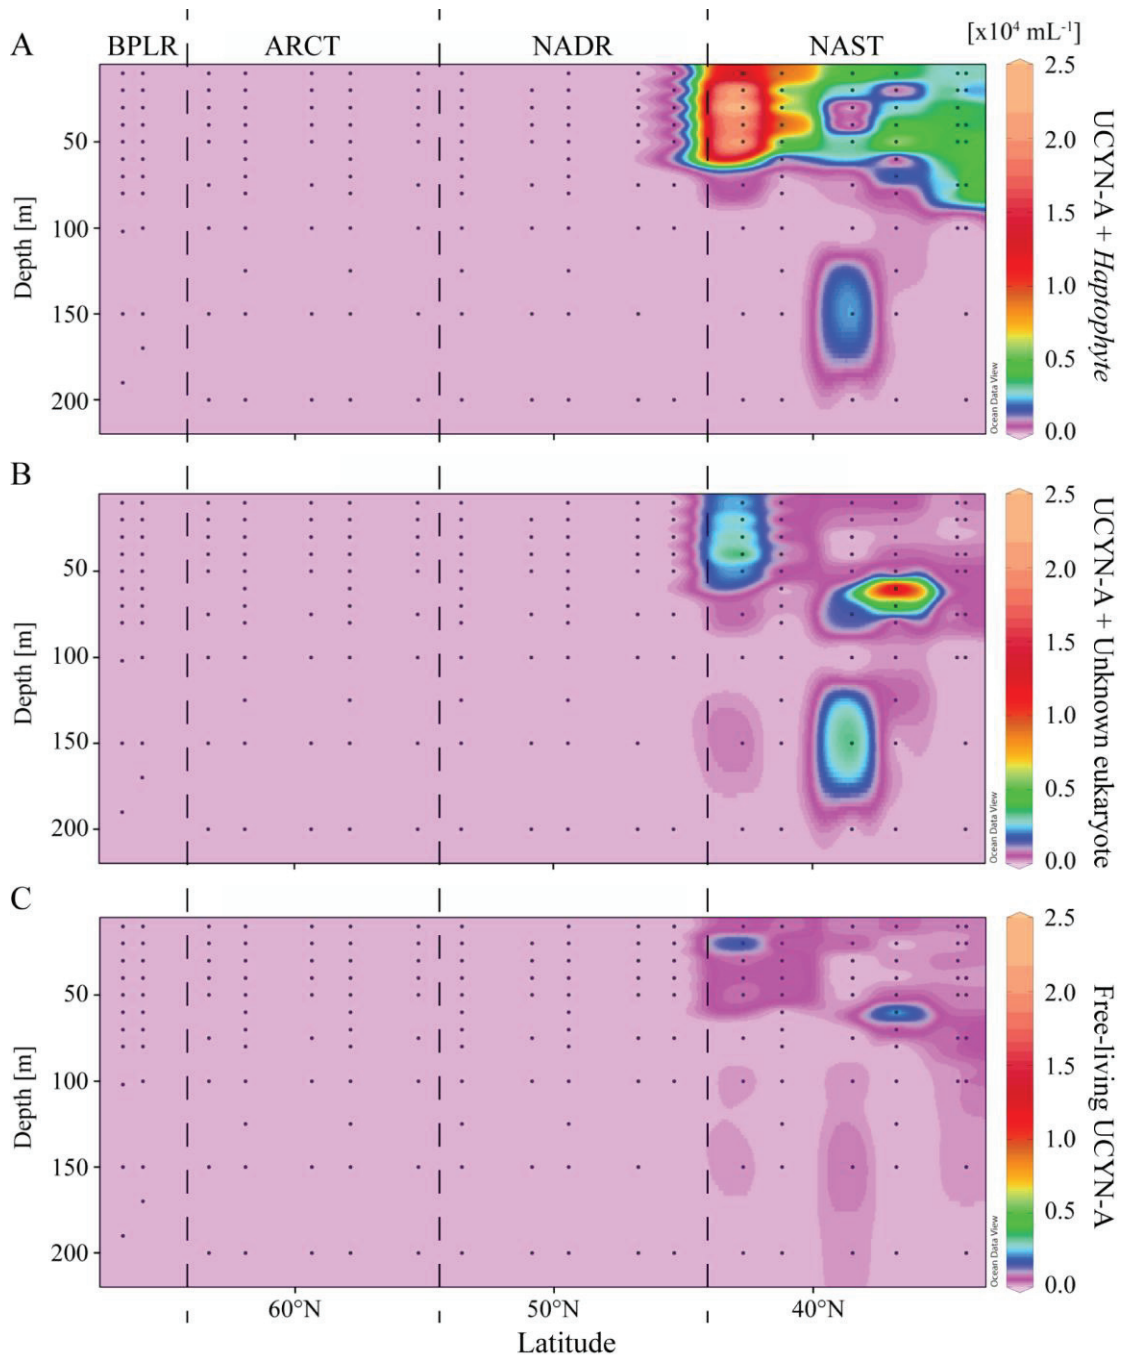 A
BPLR ARCT NADR NAST
[x10⁴ mL⁻¹]
50
100
150
200
Depth [m]
Ocean Data View
2.5
2.0
1.5
1.0
0.5
0.0
UCYN-A + Haptophyte
B
50
100
150
200
Depth [m]
Ocean Data View
2.5
2.0
1.5
1.0
0.5
0.0
UCYN-A + Unknown eukaryote
C
50
100
150
200
Depth [m]
Ocean Data View
2.5
2.0
1.5
1.0
0.5
0.0
Free-living UCYN-A
60°N 50°N 40°N
Latitude